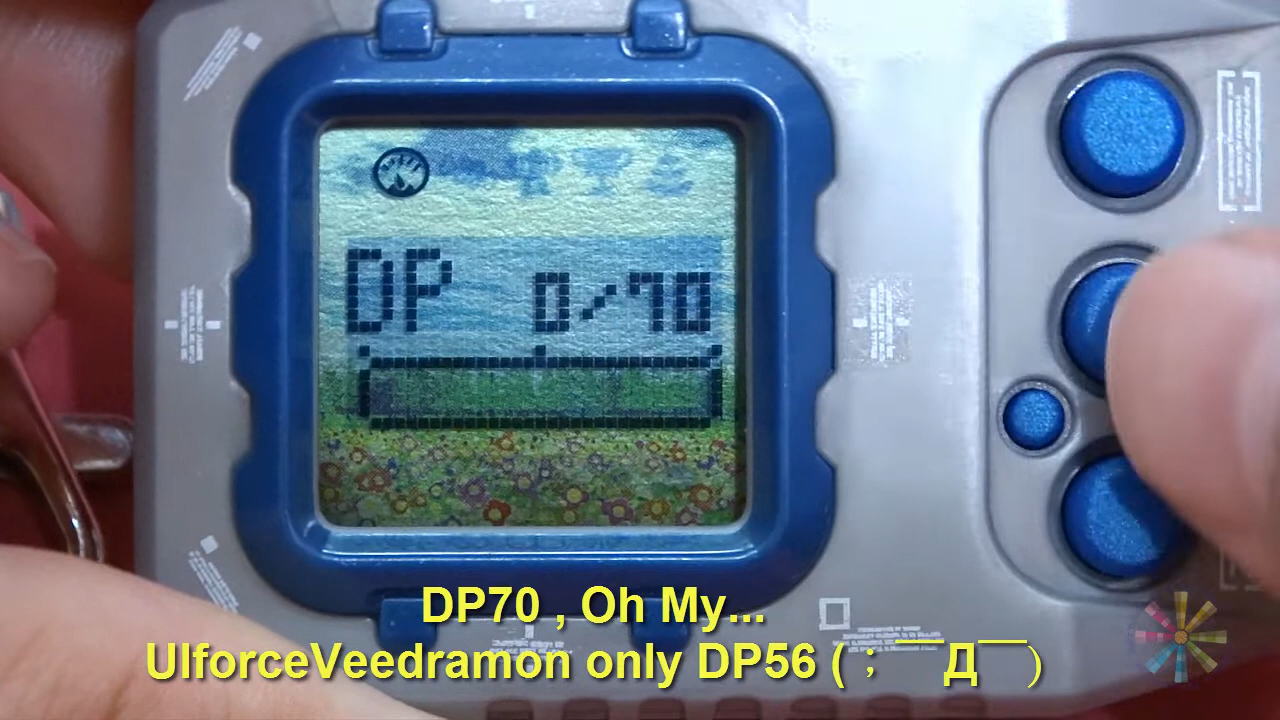 DP 0/70
DP70 , Oh My...
UlforceVeedramon only DP56 (；￣Д￣)